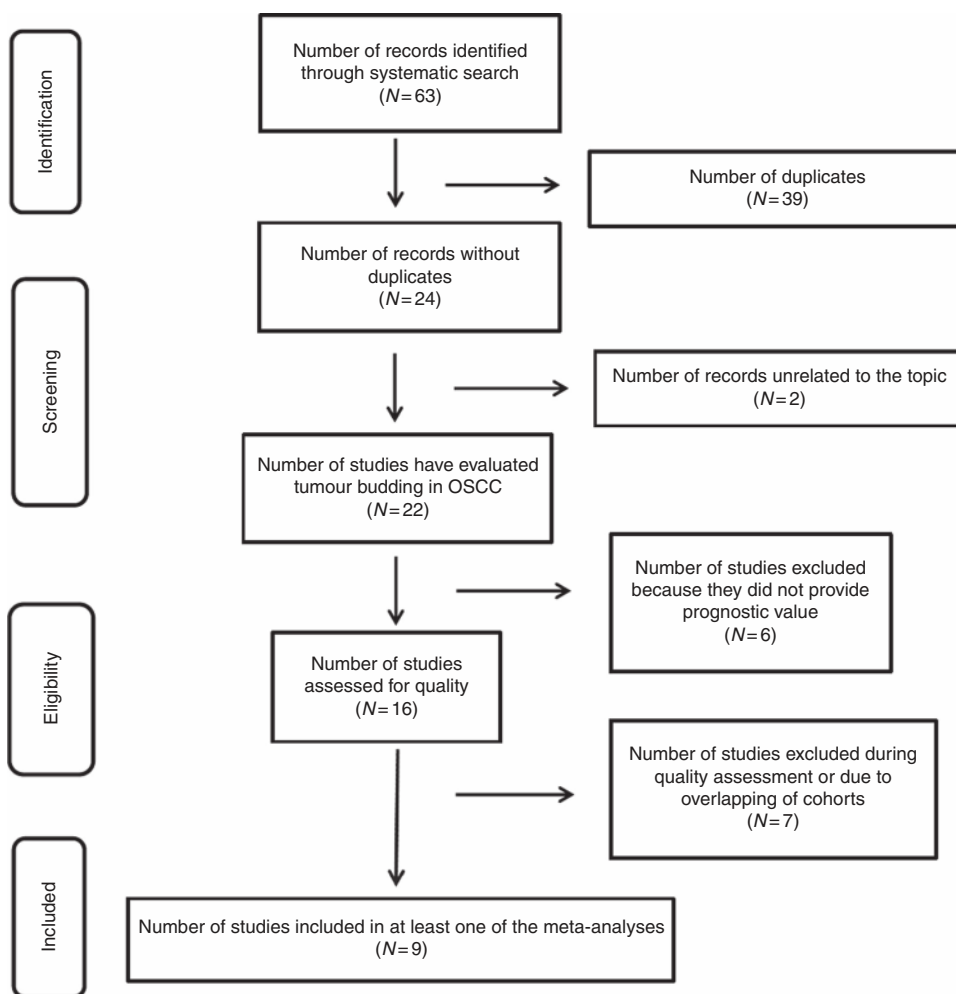 Identification
Number of records identified
through systematic search
(N=63)
Number of duplicates
(N=39)
Screening
Number of records without
duplicates
(N=24)
Number of records unrelated to the topic
(N=2)
Number of studies have evaluated
tumour budding in OSCC
(N=22)
Eligibility
Number of studies excluded
because they did not provide
prognostic value
(N=6)
Number of studies
assessed for quality
(N=16)
Number of studies excluded during
quality assessment or due to
overlapping of cohorts
(N=7)
Included
Number of studies included in at least one of the meta-analyses
(N=9)